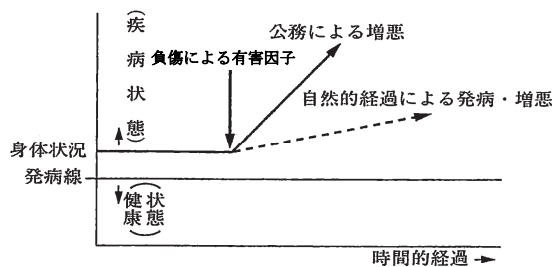 (疾病状態)
公務による増悪
負傷による有害因子
自然的経過による発病・増悪
身体状況
発病線
(健康状態)
時間的経過